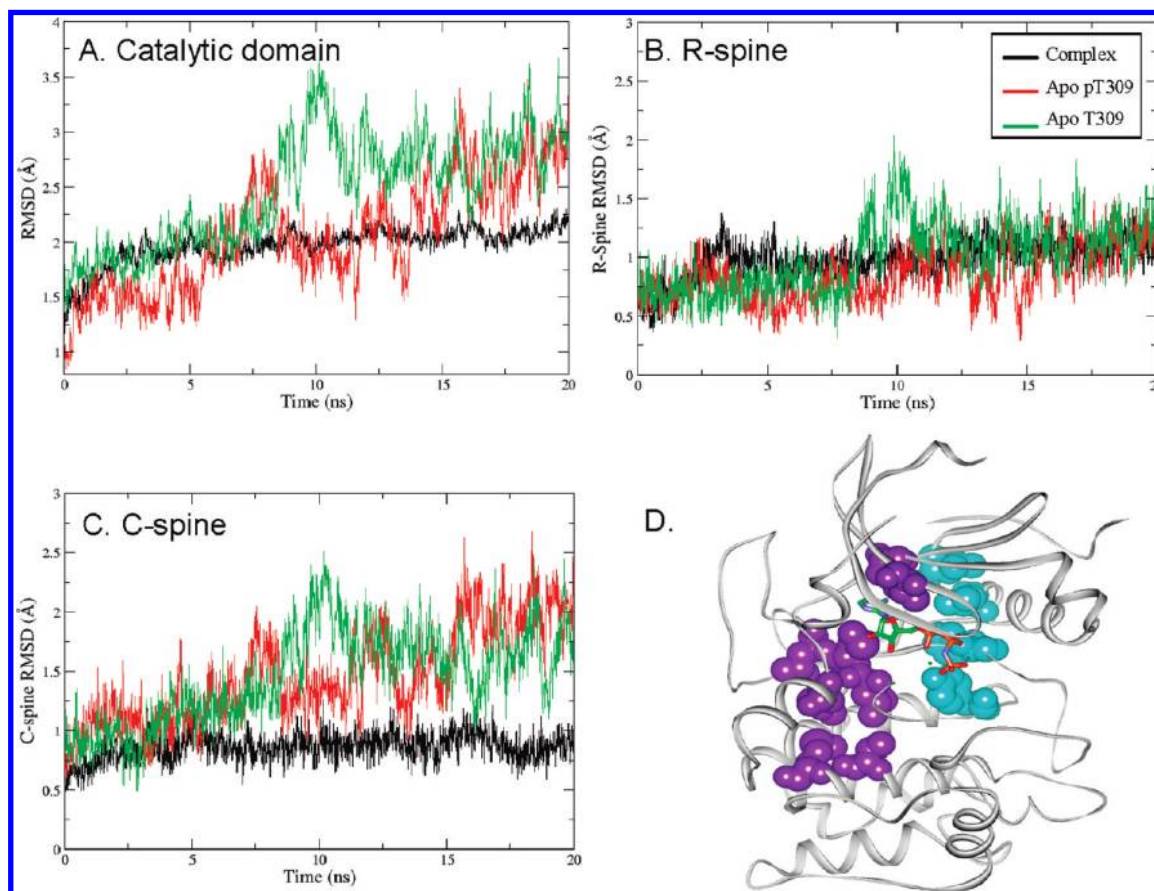 A. Catalytic domain
RMSD (Å)
4
3.5
3
2.5
2
1.5
1
0
5
10
15
20
Time (ns)
B. R-spine
Complex
Apo pT309
Apo T309
R-Spine RMSD (Å)
3
2.5
2
1.5
1
0.5
0
0
5
10
15
20
Time (ns)
C. C-spine
C-spine RMSD (Å)
3
2.5
2
1.5
1
0.5
0
0
5
10
15
20
Time (ns)
D.